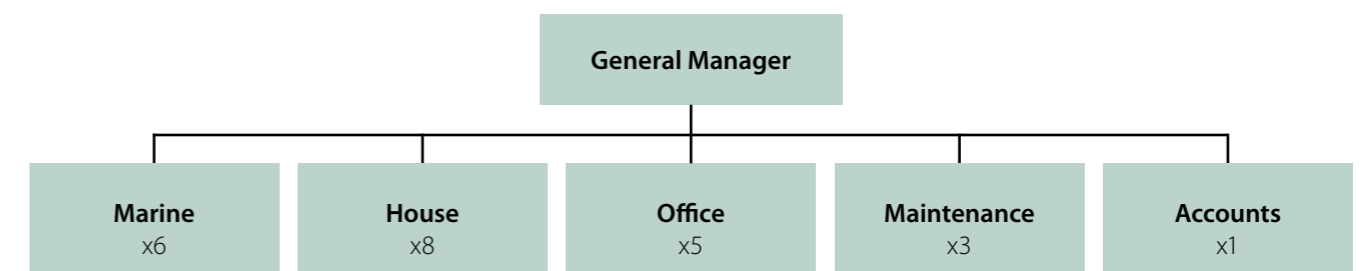 General Manager
Marine
x6
House
x8
Office
x5
Maintenance
x3
Accounts
x1